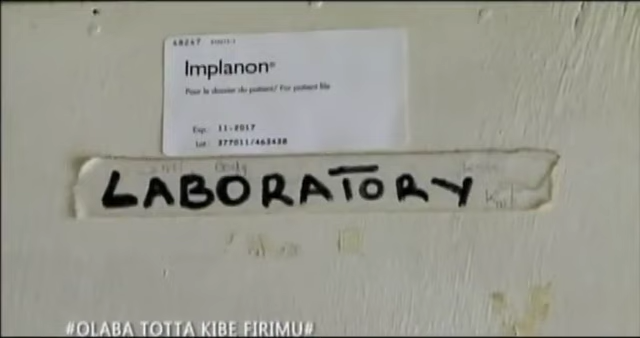 Implanon®
Pour le dossier du patient/ For patient file
Exp.: 11-2017
Lot: 377011/463438
LABORATORY
#OLABA TOTTA KIBE FIRIMU#